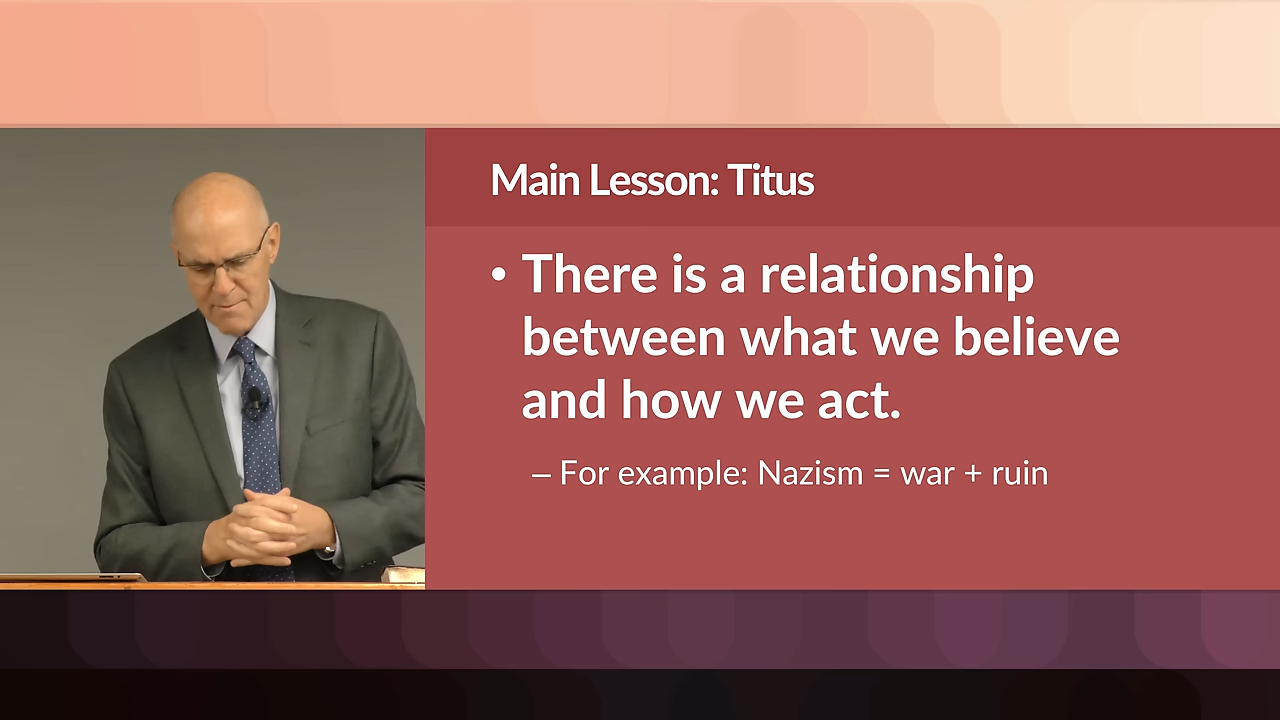 Main Lesson: Titus
• There is a relationship
between what we believe
and how we act.
– For example: Nazism = war + ruin